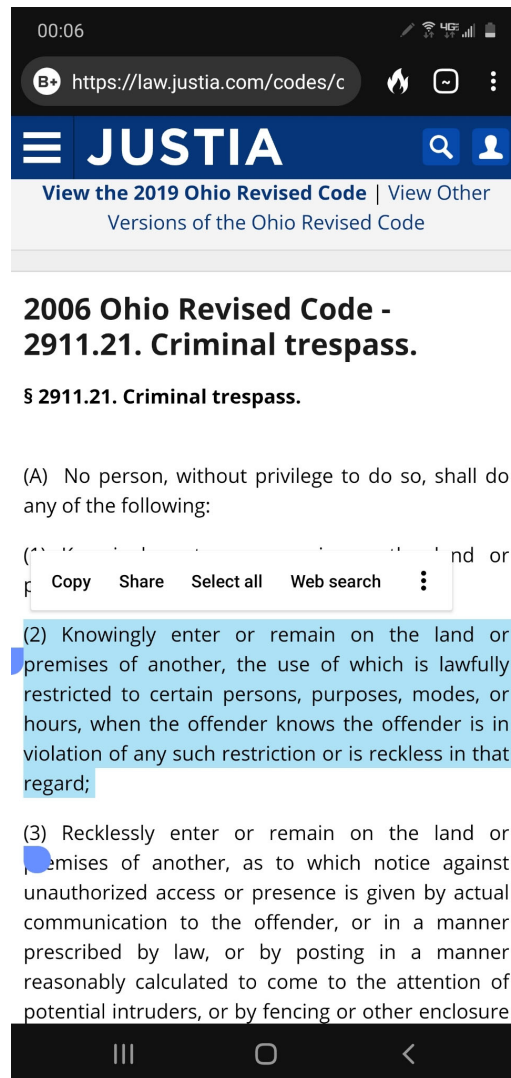 00:06
4G
B+ https://law.justia.com/codes/c
JUSTIA
View the 2019 Ohio Revised Code | View Other
Versions of the Ohio Revised Code
2006 Ohio Revised Code -
2911.21. Criminal trespass.
§ 2911.21. Criminal trespass.
(A) No person, without privilege to do so, shall do
any of the following:
nd or
Copy Share Select all Web search
(2) Knowingly enter or remain on the land or
premises of another, the use of which is lawfully
restricted to certain persons, purposes, modes, or
hours, when the offender knows the offender is in
violation of any such restriction or is reckless in that
regard;
(3) Recklessly enter or remain on the land or
premises of another, as to which notice against
unauthorized access or presence is given by actual
communication to the offender, or in a manner
prescribed by law, or by posting in a manner
reasonably calculated to come to the attention of
potential intruders, or by fencing or other enclosure